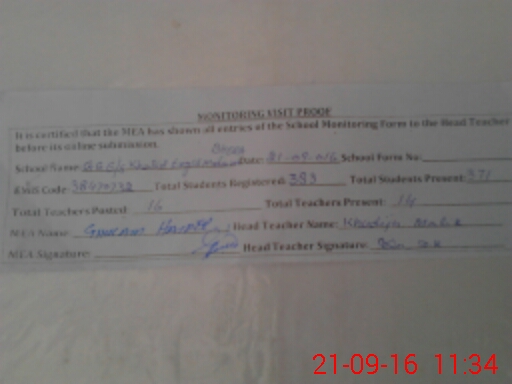 MONITORING VISIT PROOF
It is certified that the MEA has shown all entries of the School Monitoring Form to the Head Teacher
before its online submission.
School Name: Khalid Date: 21-09-016 School Form No:
EMIS Code: Total Students Registered: 393 Total Students Present: 371
Total Teachers Posted: 16 Total Teachers Present: 14
MEA Name: Head Teacher Name: Khadija Malik
MEA Signature: Head Teacher Signature:
21-09-16 11:34